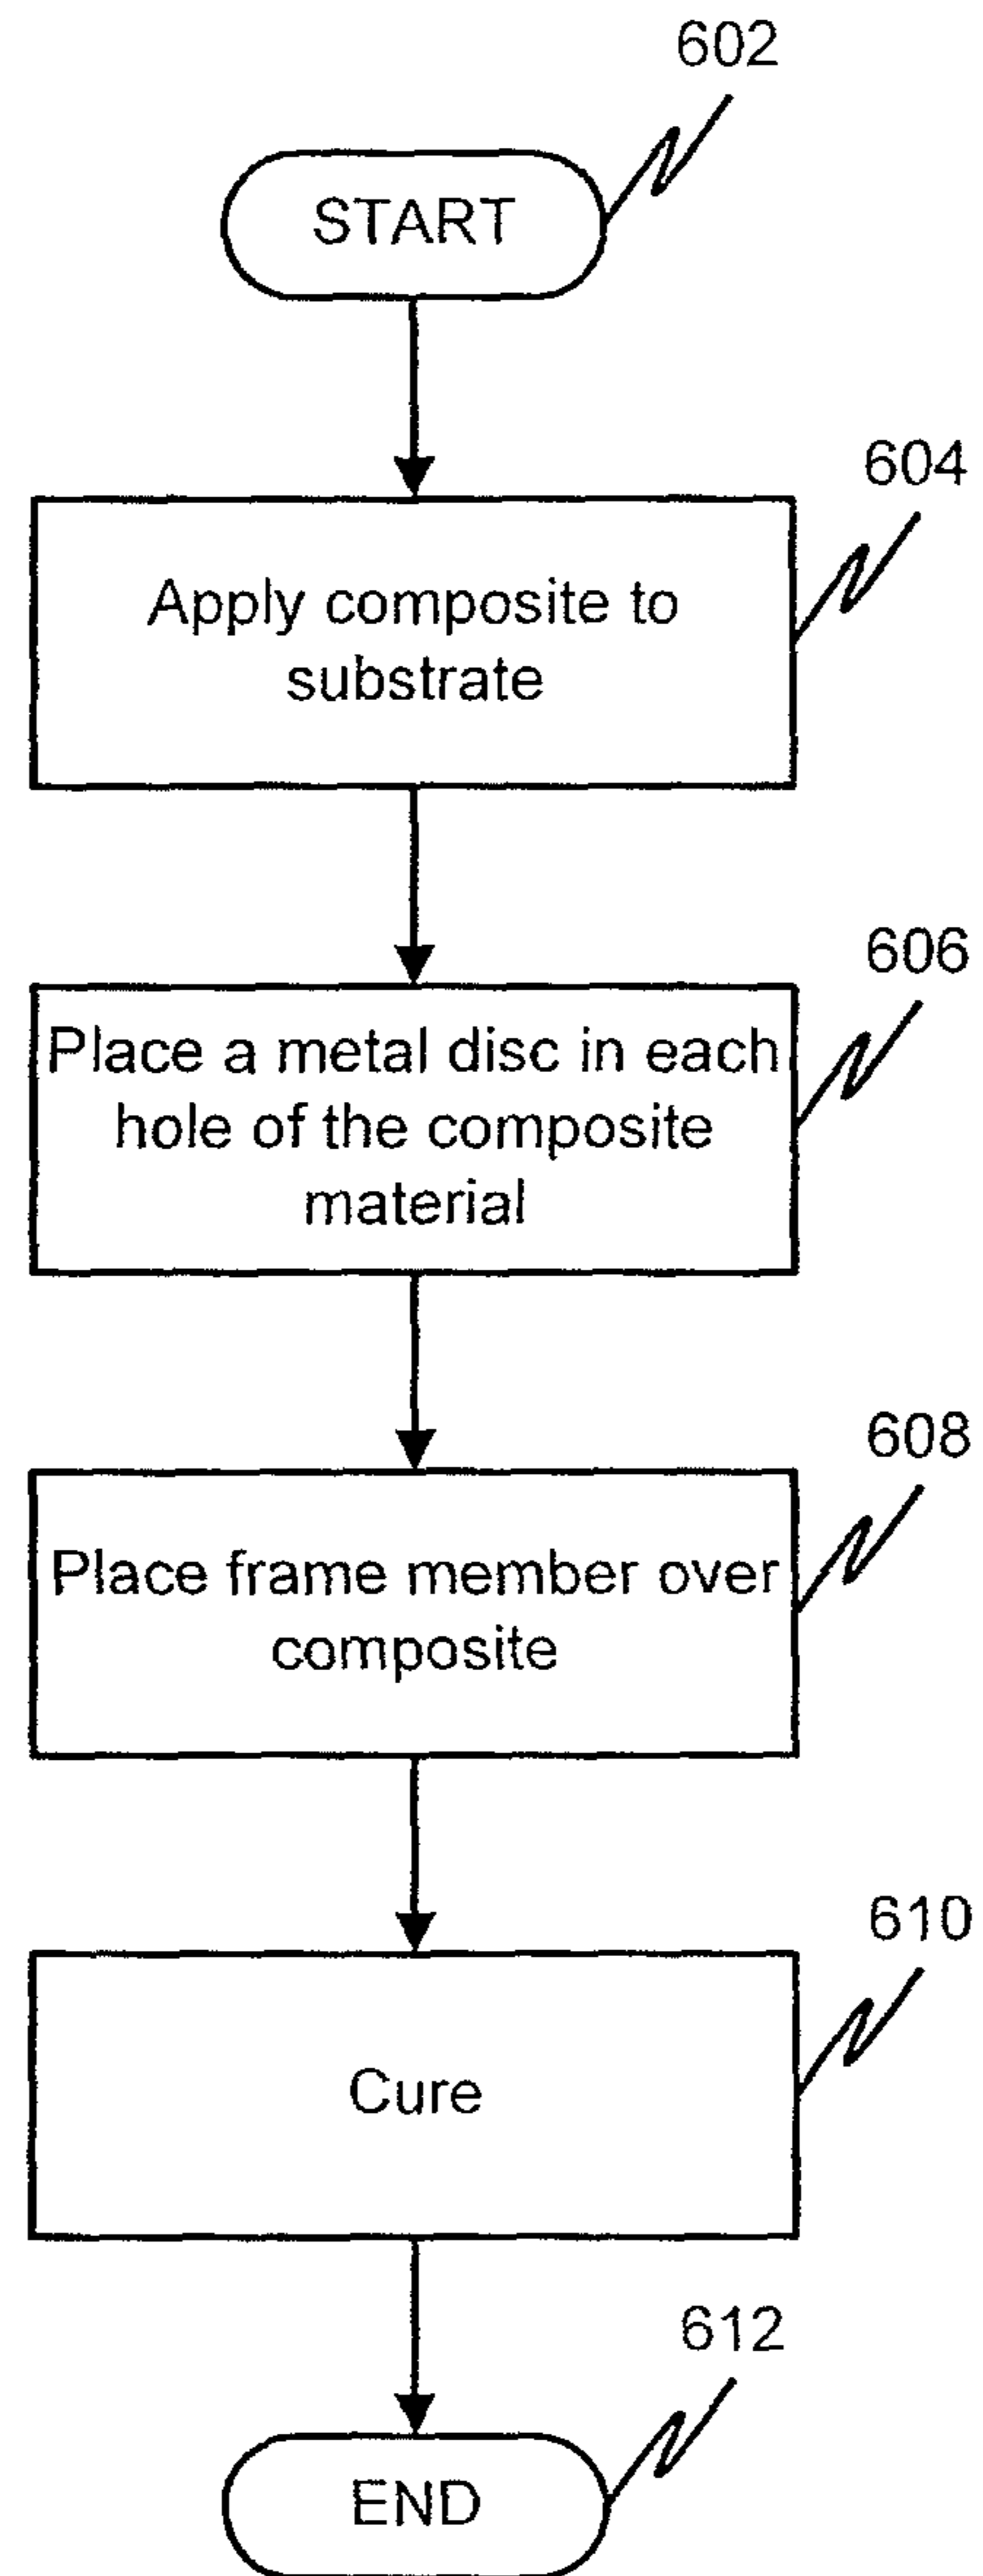 602
START
604
Apply composite to
substrate
606
Place a metal disc in each
hole of the composite
material
608
Place frame member over
composite
610
Cure
612
END